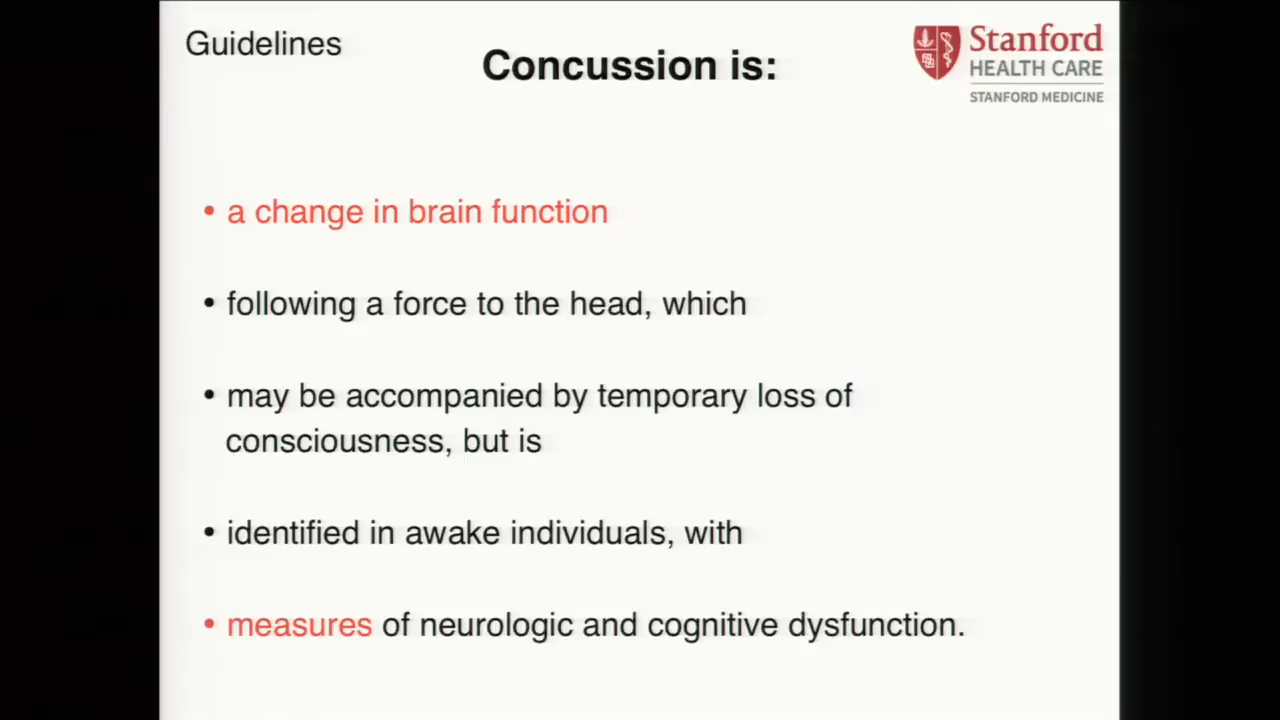 Guidelines
Concussion is:
Stanford
HEALTH CARE
STANFORD MEDICINE
• a change in brain function
• following a force to the head, which
• may be accompanied by temporary loss of
consciousness, but is
• identified in awake individuals, with
• measures of neurologic and cognitive dysfunction.